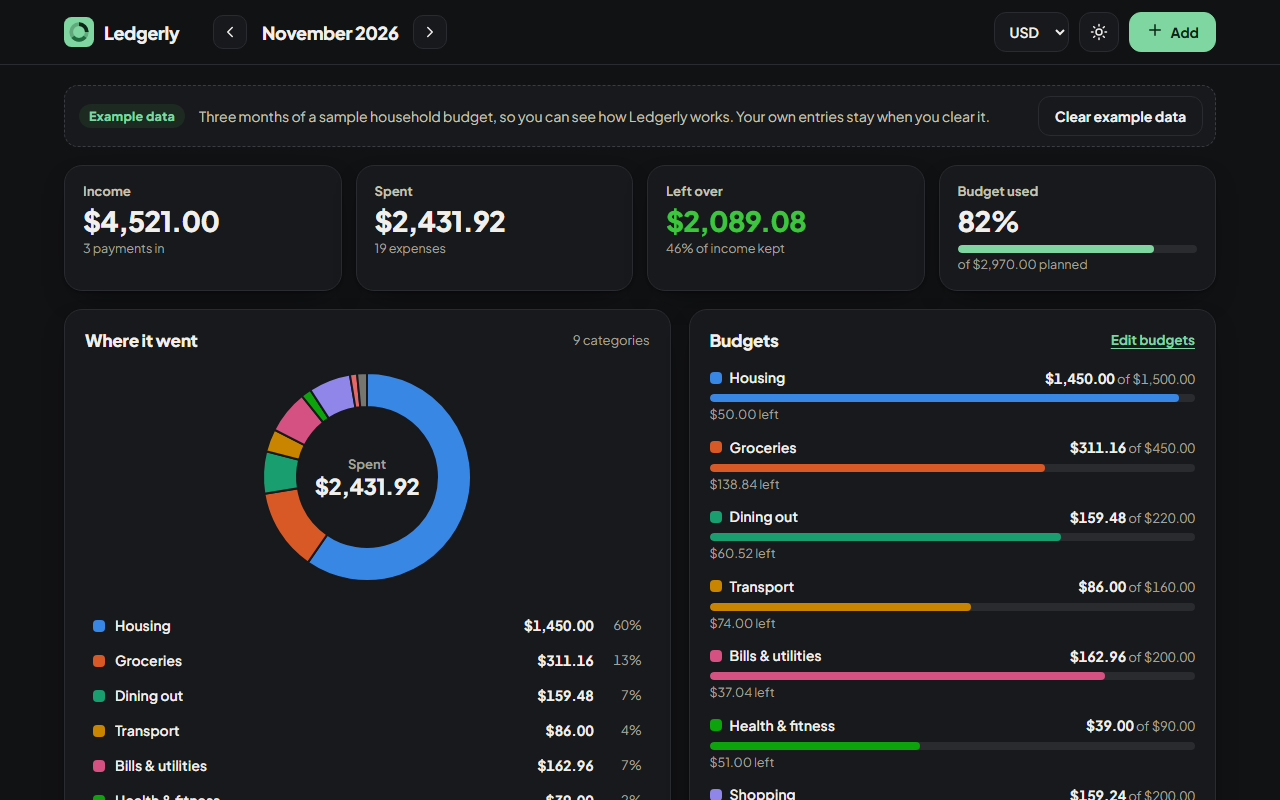 Ledgerly
November 2026
USD
Add
Example data
Three months of a sample household budget, so you can see how Ledgerly works. Your own entries stay when you clear it.
Clear example data
Income
$4,521.00
3 payments in
Spent
$2,431.92
19 expenses
Left over
$2,089.08
46% of income kept
Budget used
82%
of $2,970.00 planned
Where it went
9 categories
Spent
$2,431.92
Housing $1,450.00 60%
Groceries $311.16 13%
Dining out $159.48 7%
Transport $86.00 4%
Bills & utilities $162.96 7%
Health & fitness $39.00 2%
Budgets
Edit budgets
Housing $1,450.00 of $1,500.00
$50.00 left
Groceries $311.16 of $450.00
$138.84 left
Dining out $159.48 of $220.00
$60.52 left
Transport $86.00 of $160.00
$74.00 left
Bills & utilities $162.96 of $200.00
$37.04 left
Health & fitness $39.00 of $90.00
$51.00 left
Shopping $159.24 of $200.00